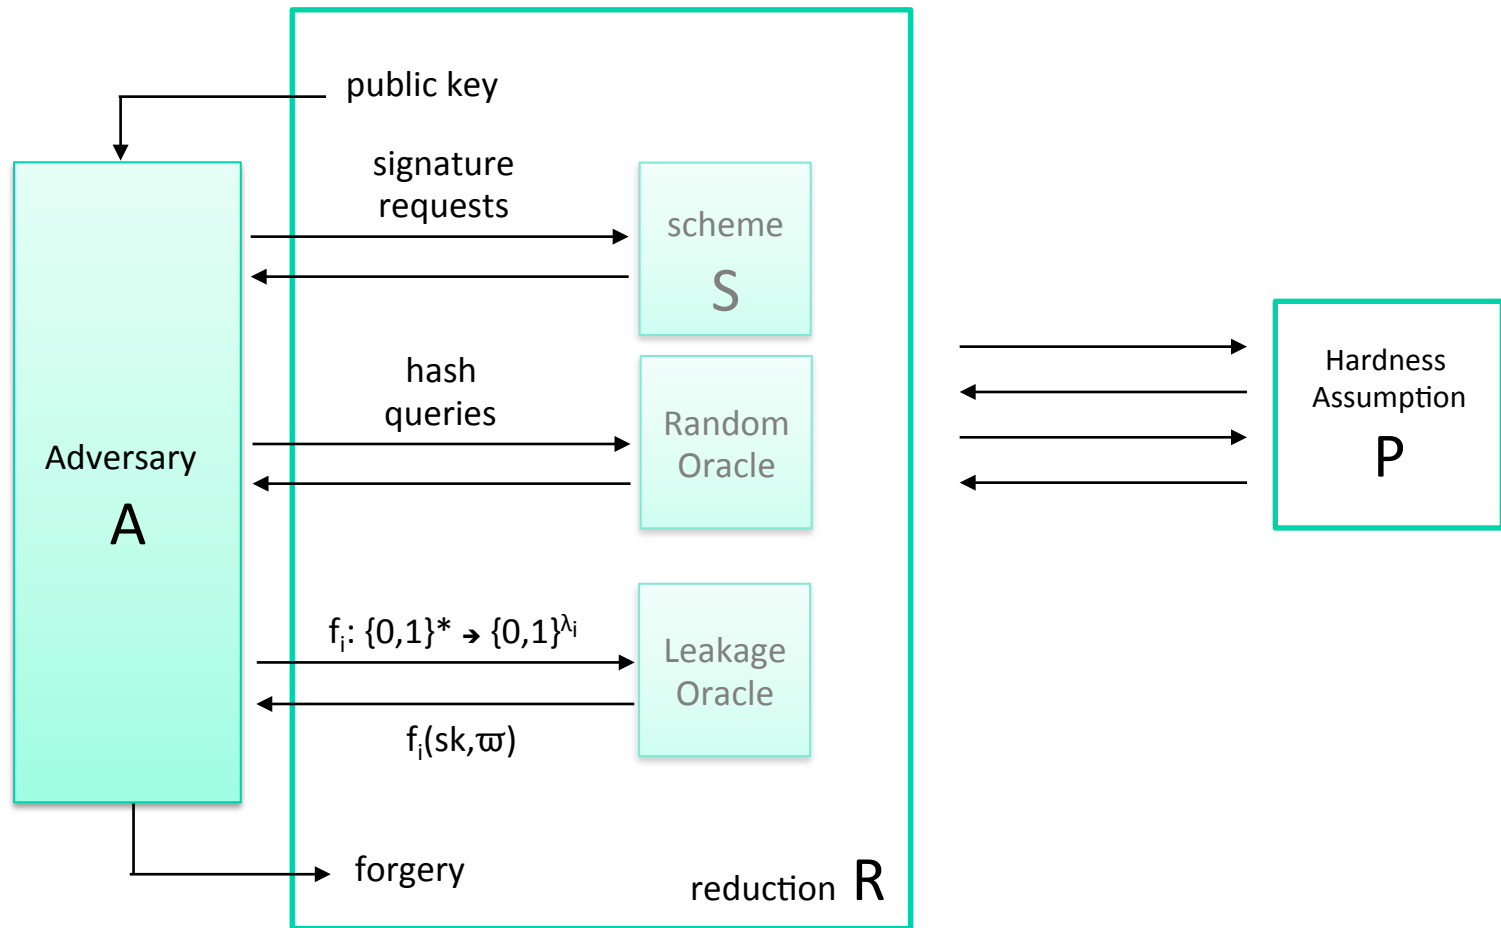 public key
signature
requests
scheme
S
hash
queries
Random
Oracle
Adversary
A
Hardness
Assumption
P
fᵢ: {0,1}* ➔ {0,1}^λi
Leakage
Oracle
fᵢ(sk,ϖ)
forgery
reduction R